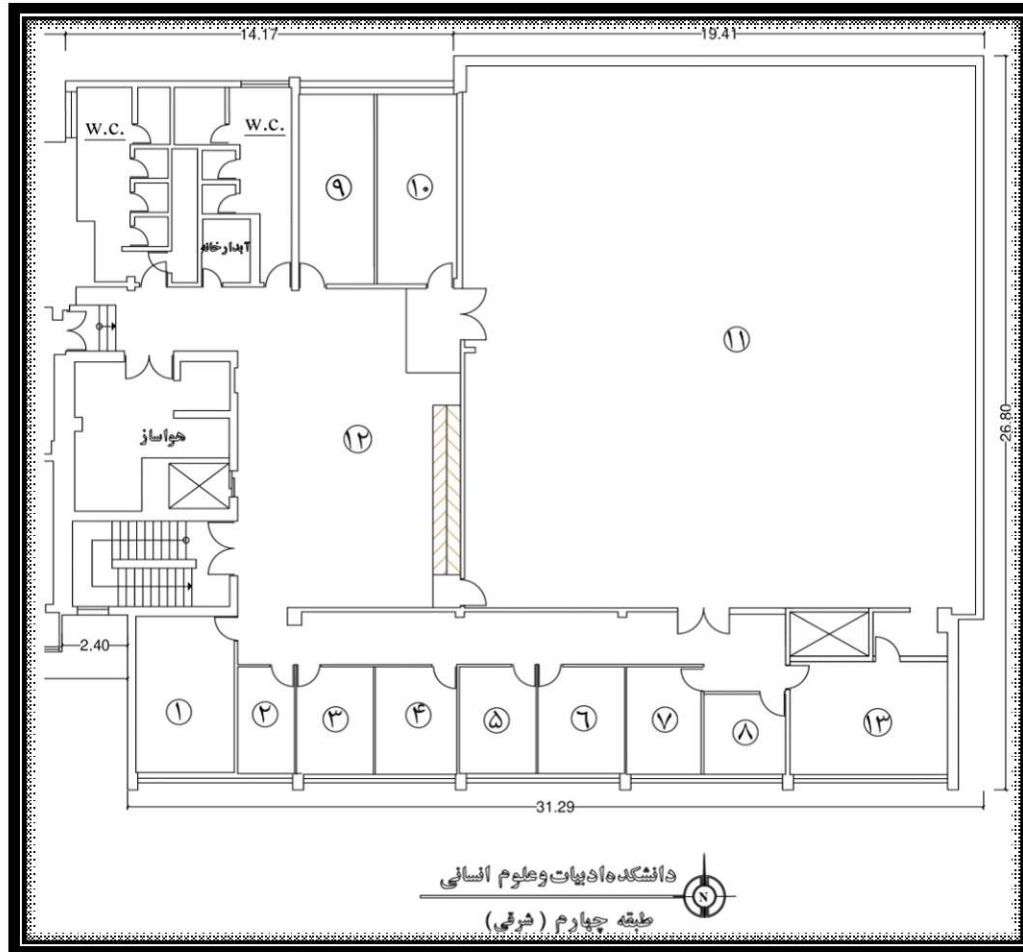 14.17
19.41
w.c.
w.c.
۹
۱۰
آبدارخانه
۱۱
26.80
۱۲
هواساز
2.40
۱
۲
۳
۴
۵
۶
۷
۸
۱۳
31.29
دانشکده ادبیات و علوم انسانی
N
طبقه چهارم ( شرقی)